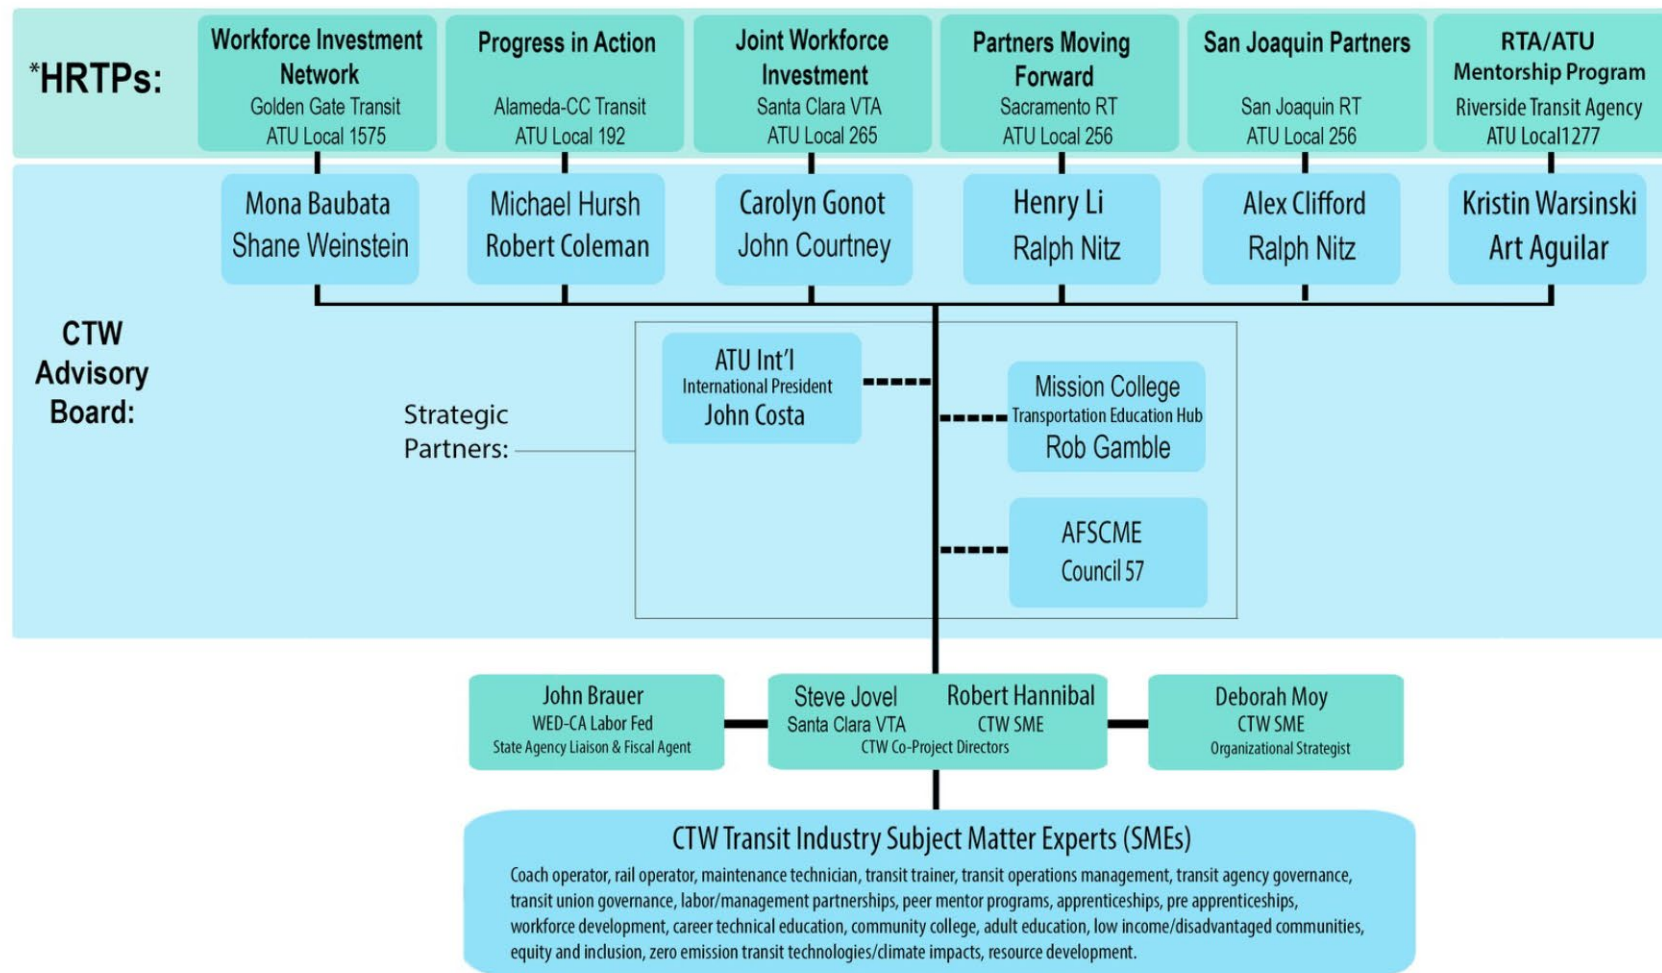 *HRTPs:
Workforce Investment
Network
Golden Gate Transit
ATU Local 1575
Progress in Action
Alameda-CC Transit
ATU Local 192
Joint Workforce
Investment
Santa Clara VTA
ATU Local 265
Partners Moving
Forward
Sacramento RT
ATU Local 256
San Joaquin Partners
San Joaquin RT
ATU Local 256
RTA/ATU
Mentorship Program
Riverside Transit Agency
ATU Local1277
CTW
Advisory
Board:
Mona Baubata
Shane Weinstein
Michael Hursh
Robert Coleman
Carolyn Gonot
John Courtney
Henry Li
Ralph Nitz
Alex Clifford
Ralph Nitz
Kristin Warsinski
Art Aguilar
Strategic
Partners:
ATU Int'l
International President
John Costa
Mission College
Transportation Education Hub
Rob Gamble
AFSCME
Council 57
John Brauer
WED-CA Labor Fed
State Agency Liaison & Fiscal Agent
Steve Jovel Robert Hannibal
Santa Clara VTA CTW SME
CTW Co-Project Directors
Deborah Moy
CTW SME
Organizational Strategist
CTW Transit Industry Subject Matter Experts (SMEs)
Coach operator, rail operator, maintenance technician, transit trainer, transit operations management, transit agency governance,
transit union governance, labor/management partnerships, peer mentor programs, apprenticeships, pre apprenticeships,
workforce development, career technical education, community college, adult education, low income/disadvantaged communities,
equity and inclusion, zero emission transit technologies/climate impacts, resource development.